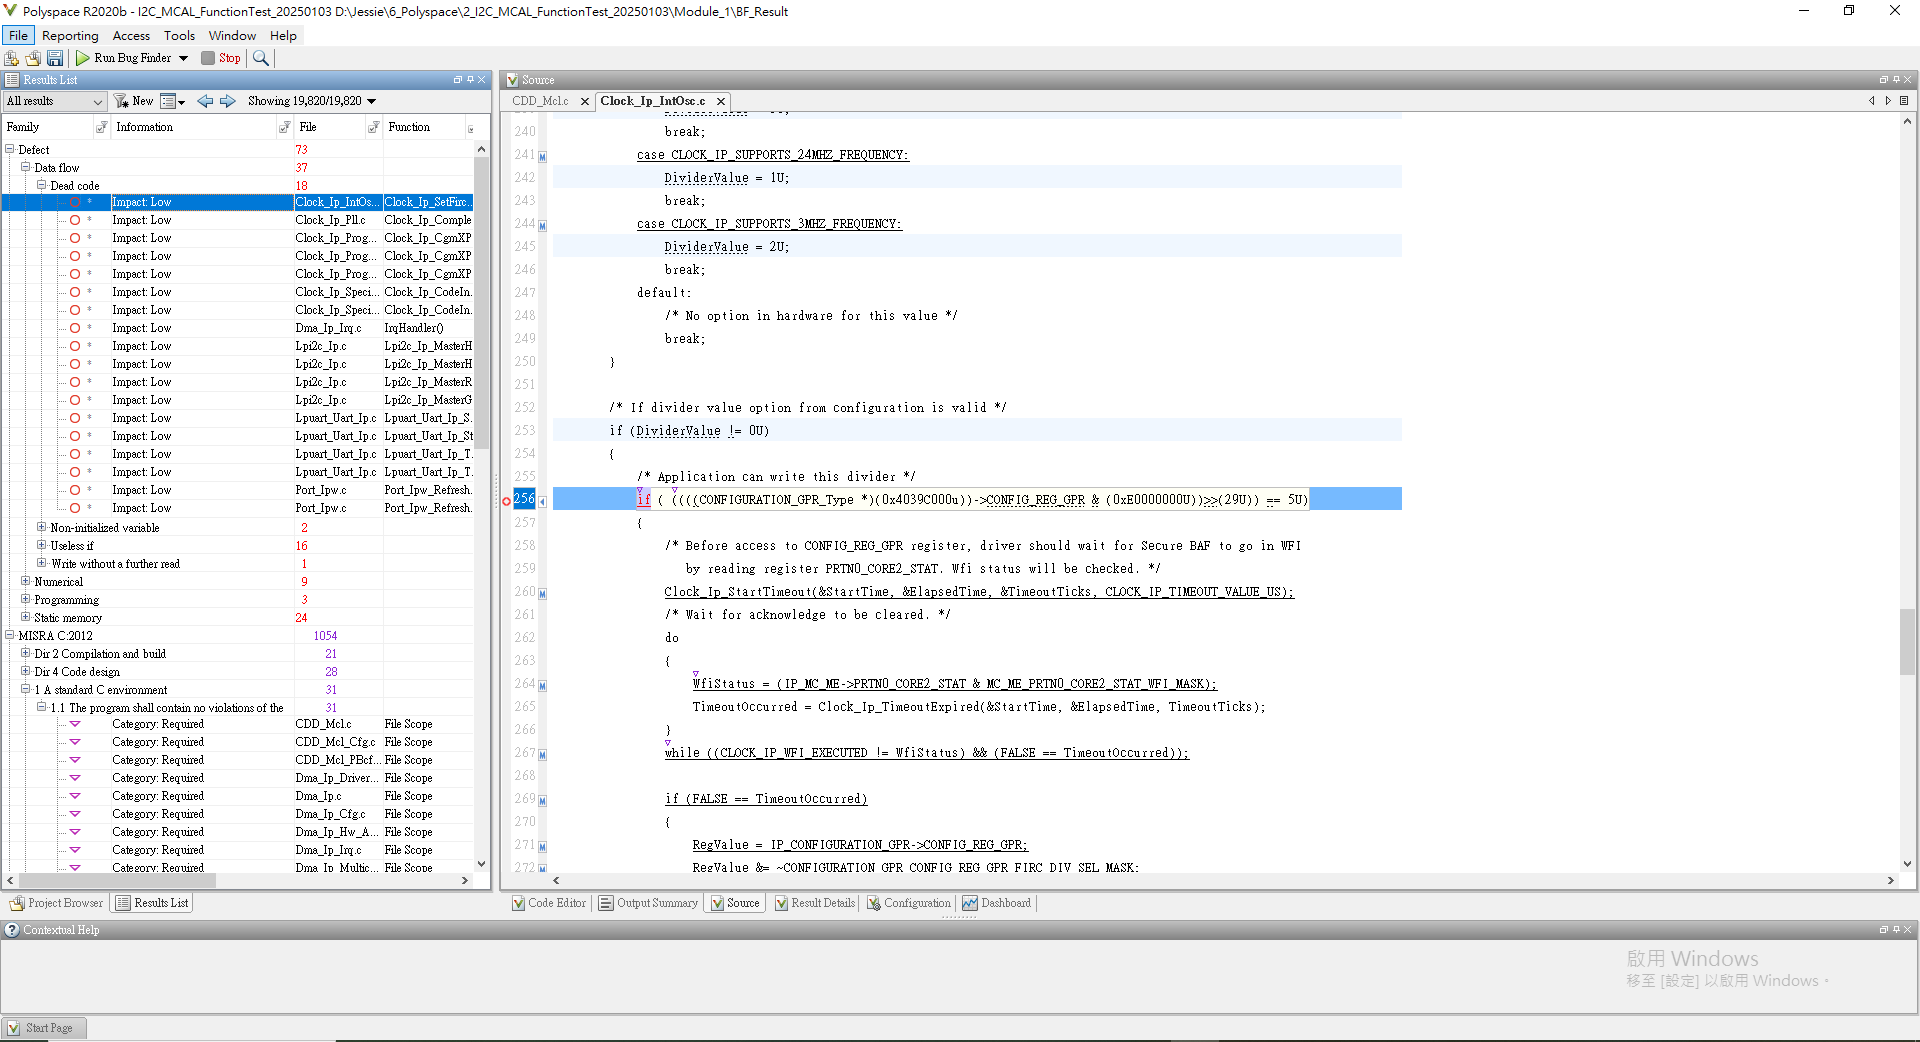 Polyspace R2020b - I2C_MCAL_FunctionTest_20250103 D:\Jessie\6_Polyspace\2_I2C_MCAL_FunctionTest_20250103\Module_1\BF_Result
File Reporting Access Tools Window Help
Run Bug Finder Stop
Results List
All results New Showing 19,820/19,820
Family Information File Function
Defect 73
Data flow 37
Dead code 18
* Impact: Low Clock_Ip_IntOs... Clock_Ip_SetFirc...
* Impact: Low Clock_Ip_Pll.c Clock_Ip_Comple
* Impact: Low Clock_Ip_Prog... Clock_Ip_CgmXP
* Impact: Low Clock_Ip_Prog... Clock_Ip_CgmXP
* Impact: Low Clock_Ip_Prog... Clock_Ip_CgmXP
* Impact: Low Clock_Ip_Speci... Clock_Ip_CodeIn.
* Impact: Low Clock_Ip_Speci... Clock_Ip_CodeIn.
* Impact: Low Dma_Ip_Irq.c IrqHandler()
* Impact: Low Lpi2c_Ip.c Lpi2c_Ip_MasterH
* Impact: Low Lpi2c_Ip.c Lpi2c_Ip_MasterH
* Impact: Low Lpi2c_Ip.c Lpi2c_Ip_MasterR
* Impact: Low Lpi2c_Ip.c Lpi2c_Ip_MasterG
* Impact: Low Lpuart_Uart_Ip.c Lpuart_Uart_Ip_S.
* Impact: Low Lpuart_Uart_Ip.c Lpuart_Uart_Ip_St
* Impact: Low Lpuart_Uart_Ip.c Lpuart_Uart_Ip_T.
* Impact: Low Lpuart_Uart_Ip.c Lpuart_Uart_Ip_T.
* Impact: Low Port_Ipw.c Port_Ipw_Refresh.
* Impact: Low Port_Ipw.c Port_Ipw_Refresh.
Non-initialized variable 2
Useless if 16
Write without a further read 1
Numerical 9
Programming 3
Static memory 24
MISRA C:2012 1054
Dir 2 Compilation and build 21
Dir 4 Code design 28
1 A standard C environment 31
1.1 The program shall contain no violations of the 31
Category: Required CDD_Mcl.c File Scope
Category: Required CDD_Mcl_Cfg.c File Scope
Category: Required CDD_Mcl_PBcf... File Scope
Category: Required Dma_Ip_Driver... File Scope
Category: Required Dma_Ip.c File Scope
Category: Required Dma_Ip_Cfg.c File Scope
Category: Required Dma_Ip_Hw_A... File Scope
Category: Required Dma_Ip_Irq.c File Scope
Category: Required Dma_Ip_Multic... File Scope
Project Browser Results List
Source
CDD_Mcl.c Clock_Ip_IntOsc.c
240 break;
241 case CLOCK_IP_SUPPORTS_24MHZ_FREQUENCY:
242 DividerValue = 1U;
243 break;
244 case CLOCK_IP_SUPPORTS_3MHZ_FREQUENCY:
245 DividerValue = 2U;
246 break;
247 default:
248 /* No option in hardware for this value */
249 break;
250 }
251
252 /* If divider value option from configuration is valid */
253 if (DividerValue != 0U)
254 {
255 /* Application can write this divider */
256 if ( ((((CONFIGURATION_GPR_Type *)(0x4039C000u))->CONFIG_REG_GPR & (0xE0000000U))>>(29U)) == 5U)
257 {
258 /* Before access to CONFIG_REG_GPR register, driver should wait for Secure BAF to go in WFI
259 by reading register PRTN0_CORE2_STAT. Wfi status will be checked. */
260 Clock_Ip_StartTimeout(&StartTime, &ElapsedTime, &TimeoutTicks, CLOCK_IP_TIMEOUT_VALUE_US);
261 /* Wait for acknowledge to be cleared. */
262 do
263 {
264 WfiStatus = (IP_MC_ME->PRTN0_CORE2_STAT & MC_ME_PRTN0_CORE2_STAT_WFI_MASK);
265 TimeoutOccurred = Clock_Ip_TimeoutExpired(&StartTime, &ElapsedTime, TimeoutTicks);
266 }
267 while ((CLOCK_IP_WFI_EXECUTED != WfiStatus) && (FALSE == TimeoutOccurred));
268
269 if (FALSE == TimeoutOccurred)
270 {
271 RegValue = IP_CONFIGURATION_GPR->CONFIG_REG_GPR;
272 RegValue &= ~CONFIGURATION_GPR_CONFIG_REG_GPR_FIRC_DIV_SEL_MASK;
Code Editor Output Summary Source Result Details Configuration Dashboard
Contextual Help
啟用 Windows
移至 [設定] 以啟用 Windows。
Start Page